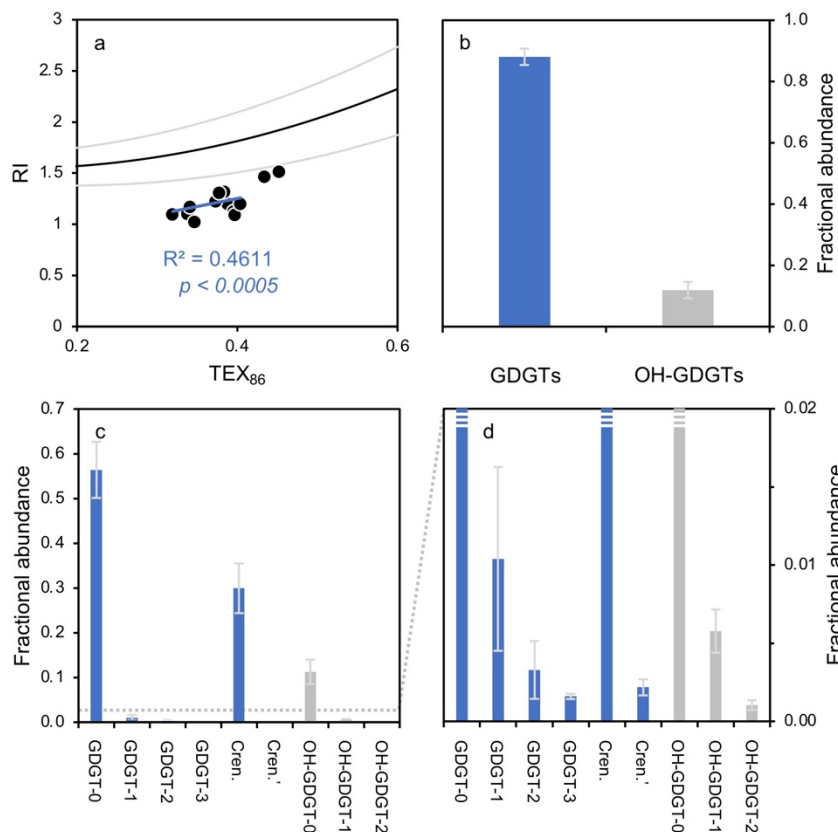 a
3
2.5
2
1.5
1
0.5
0
RI
0.2
0.4
0.6
TEX₈₆
R² = 0.4611
p < 0.0005
b
1.0
0.8
0.6
0.4
0.2
0.0
Fractional abundance
GDGTs
OH-GDGTs
c
0.7
0.6
0.5
0.4
0.3
0.2
0.1
0.0
Fractional abundance
GDGT-0
GDGT-1
GDGT-2
GDGT-3
Cren.
Cren.'
OH-GDGT-0
OH-GDGT-1
OH-GDGT-2
d
0.02
0.01
0.00
Fractional abundance
GDGT-0
GDGT-1
GDGT-2
GDGT-3
Cren.
Cren.'
OH-GDGT-0
OH-GDGT-1
OH-GDGT-2